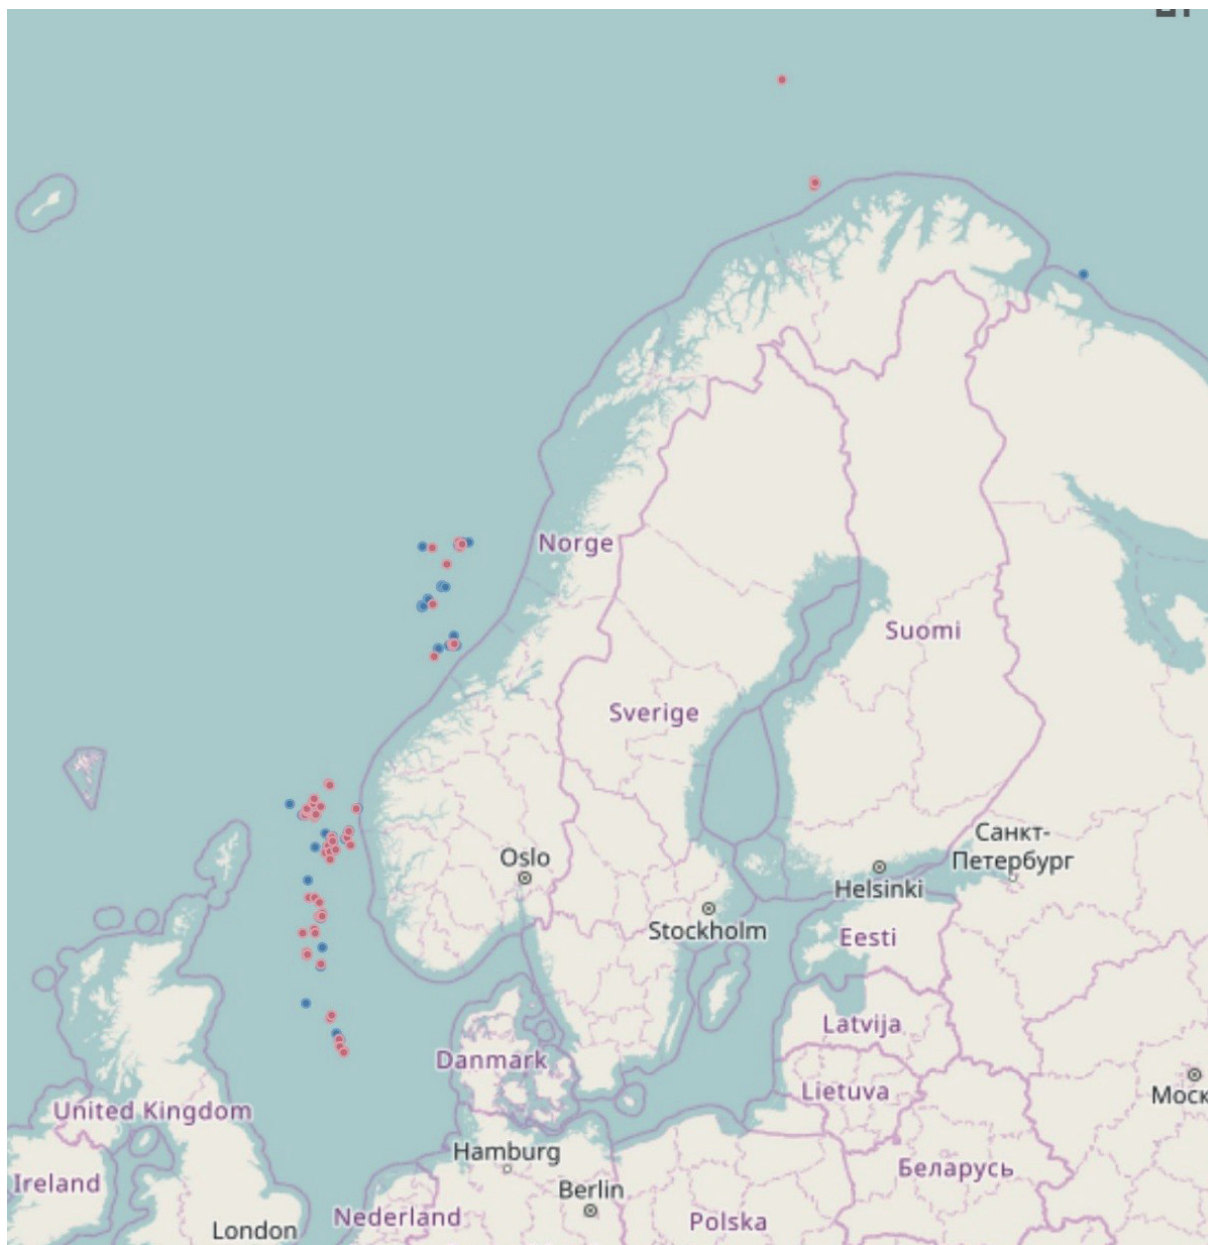 Norge
Suomi
Sverige
Санкт-
Петербург
Oslo
Helsinki
Stockholm
Eesti
Latvija
Danmark
Lietuva
Моск
United Kingdom
Hamburg
Беларусь
Ireland
Berlin
Nederland
Polska
London